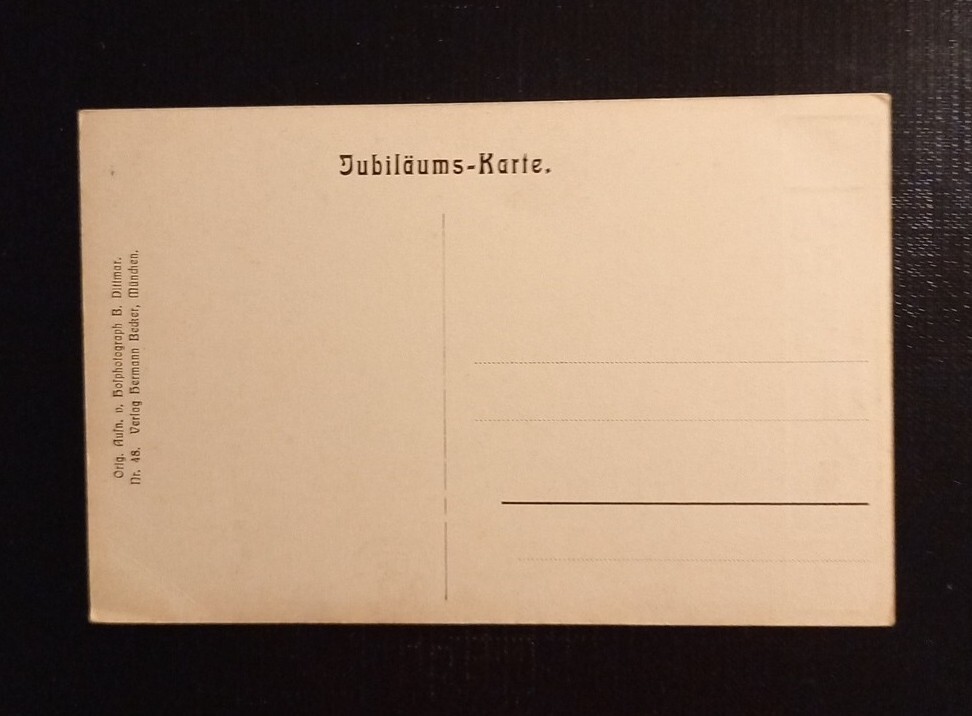 Jubiläums-Karte.
Orig. Aufn. v. Hofphotograph B. Dittmar.
Nr. 48. Verlag Hermann Becker, München.